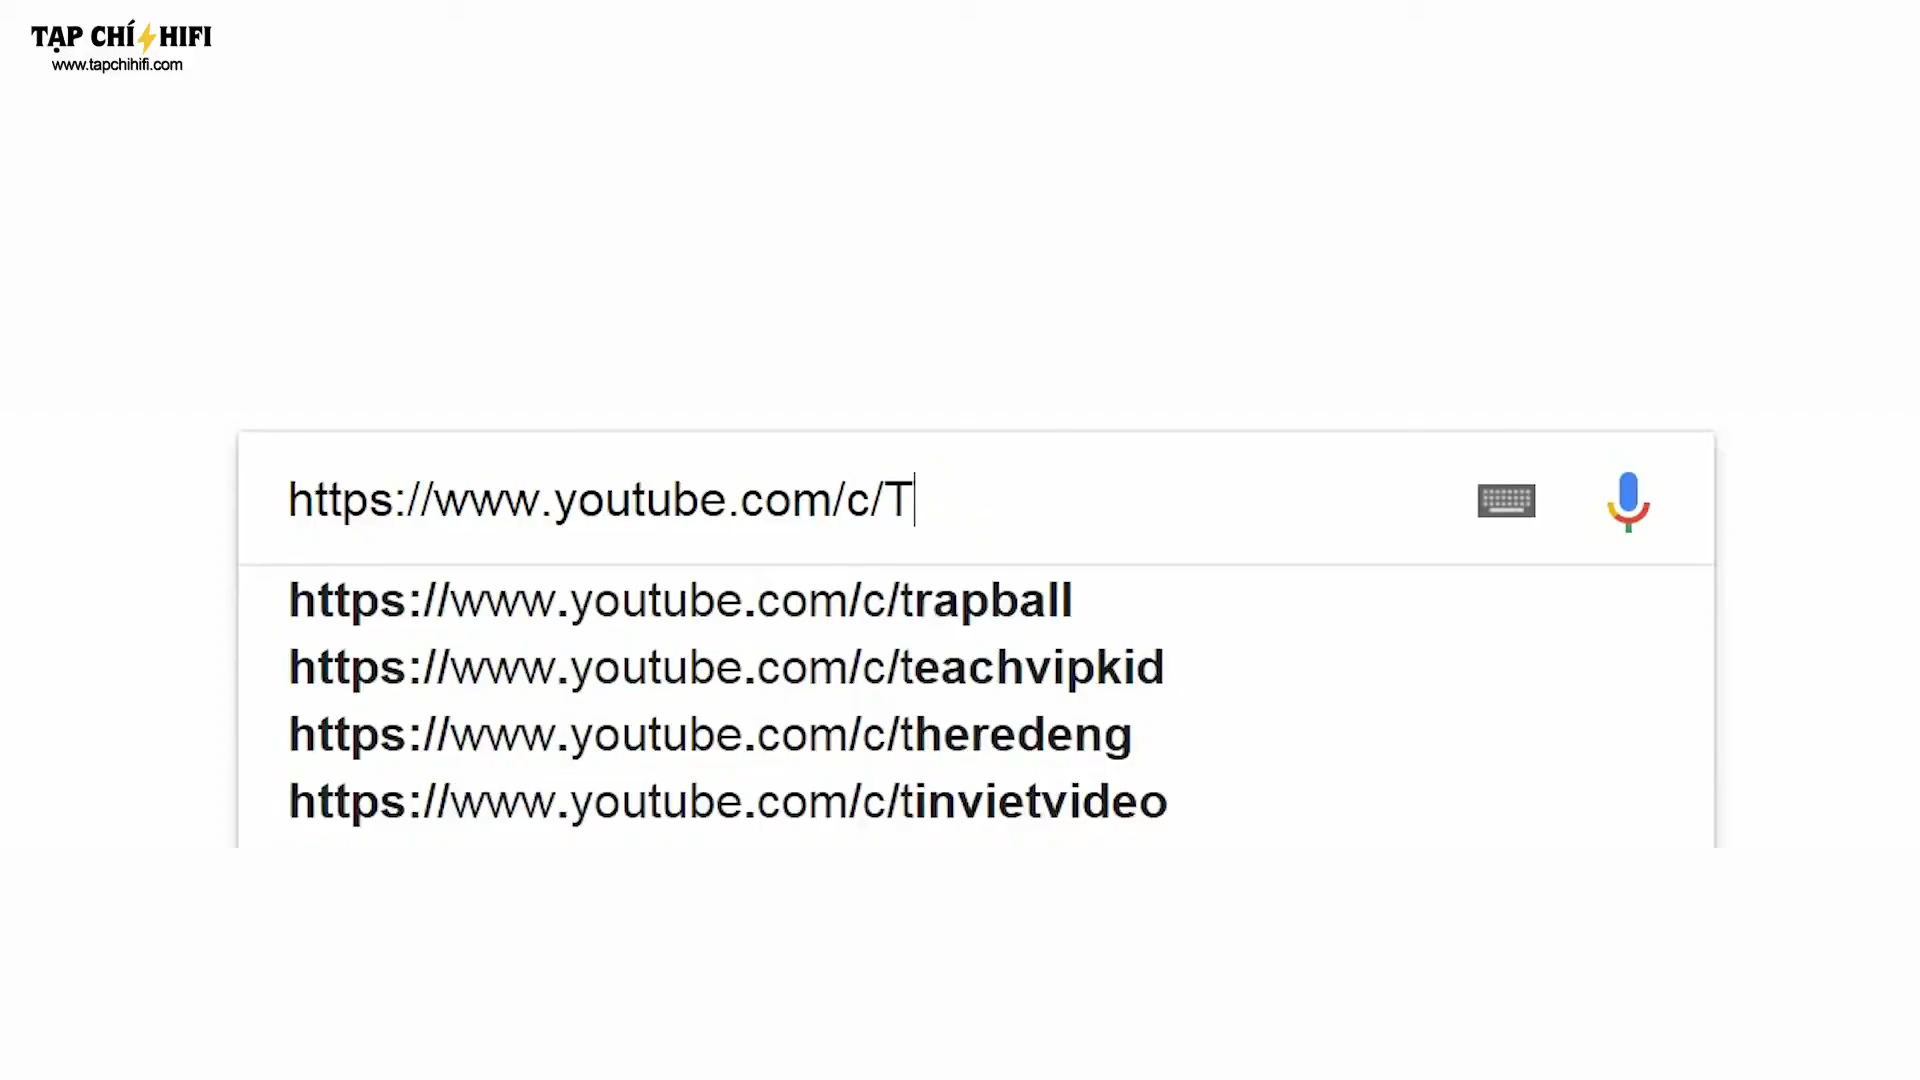 TẠP CHÍ HIFI
www.tapchihifi.com
https://www.youtube.com/c/T
https://www.youtube.com/c/trapball
https://www.youtube.com/c/teachvipkid
https://www.youtube.com/c/theredeng
https://www.youtube.com/c/tinvietvideo